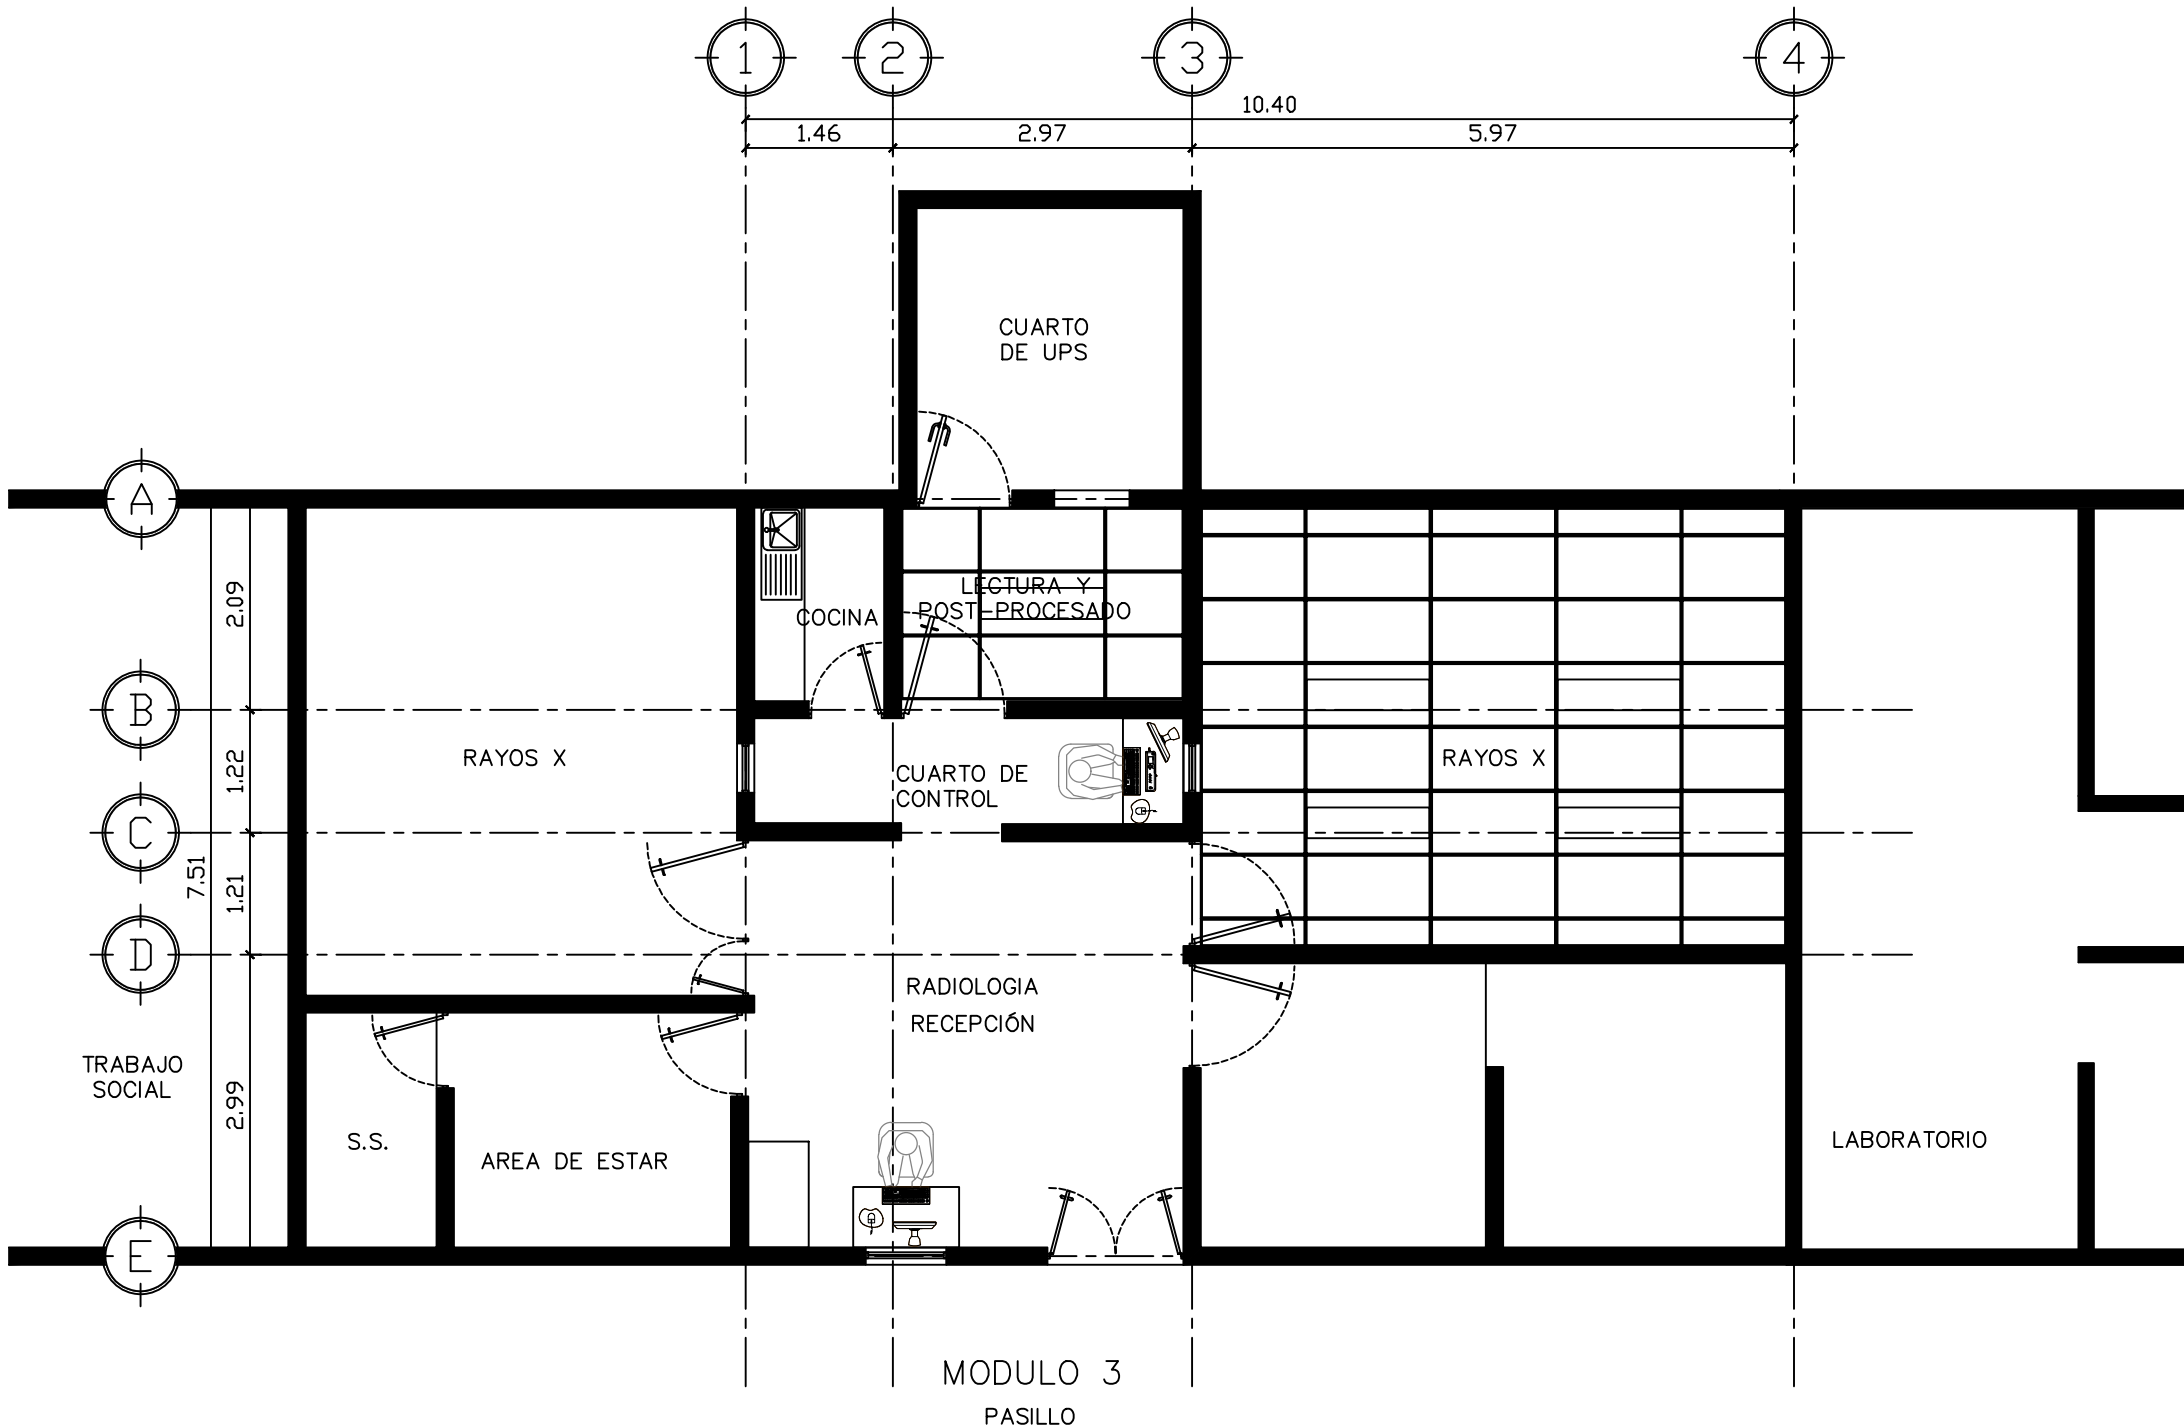 1
2
3
4
10.40
1.46
2.97
5.97
CUARTO
DE UPS
A
2.09
LECTURA Y
POST-PROCESADO
COCINA
B
RAYOS X
RAYOS X
1.22
CUARTO DE
CONTROL
C
7.51
1.21
D
RADIOLOGIA
RECEPCIÓN
TRABAJO
SOCIAL
2.99
S.S.
AREA DE ESTAR
LABORATORIO
E
MODULO 3
PASILLO